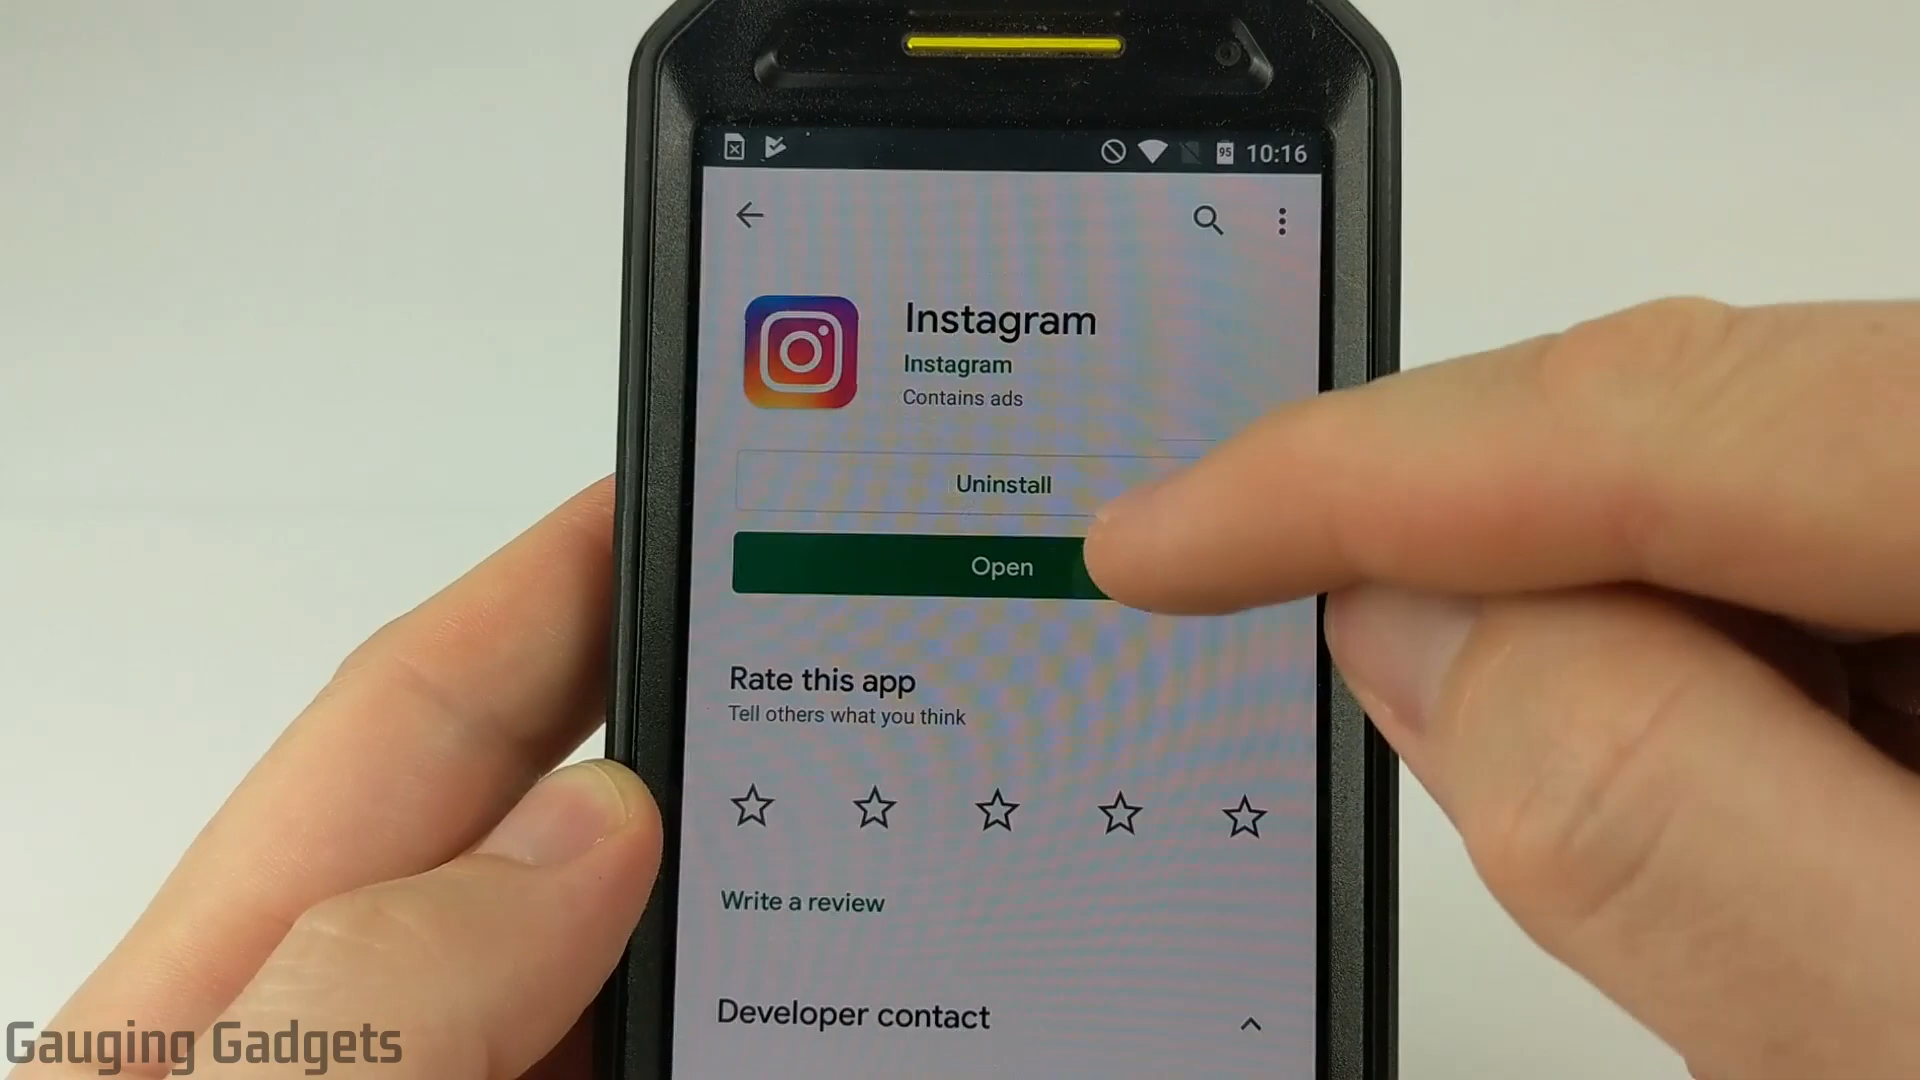 95 10:16
Instagram
Instagram
Contains ads
Uninstall
Open
Rate this app
Tell others what you think
Write a review
Developer contact
Gauging Gadgets